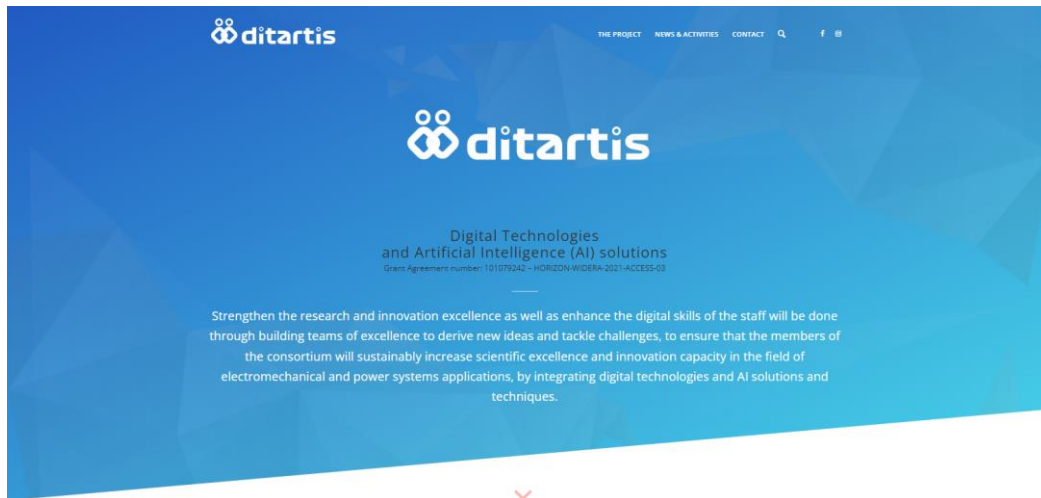 ditartis
THE PROJECT NEWS & ACTIVITIES CONTACT
ditartis
Digital Technologies
and Artificial Intelligence (AI) solutions
Grant Agreement number: 101079242 – HORIZON-WIDERA-2021-ACCESS-03
Strengthen the research and innovation excellence as well as enhance the digital skills of the staff will be done
through building teams of excellence to derive new ideas and tackle challenges, to ensure that the members of
the consortium will sustainably increase scientific excellence and innovation capacity in the field of
electromechanical and power systems applications, by integrating digital technologies and AI solutions and
techniques.